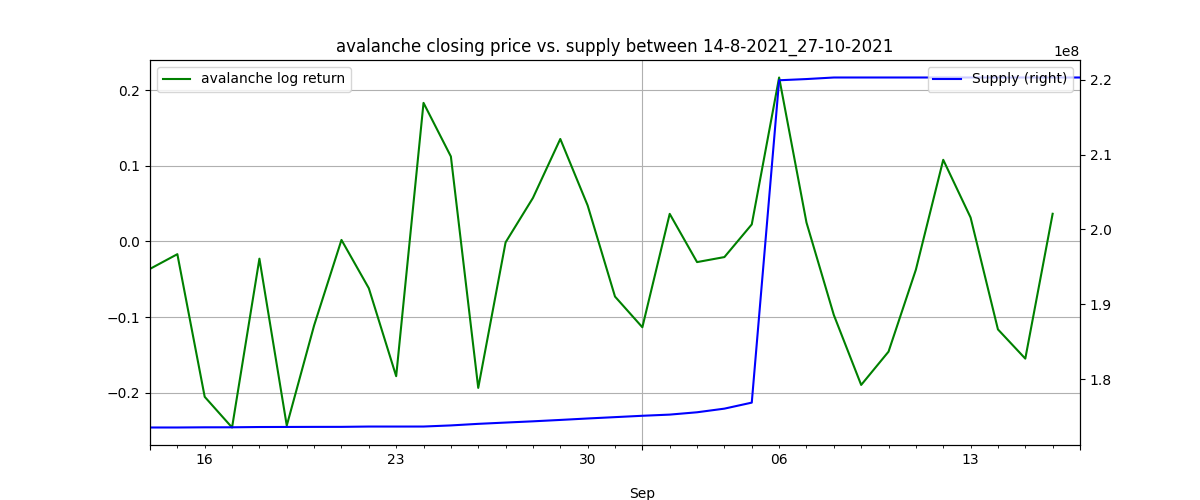 avalanche closing price vs. supply between 14-8-2021_27-10-2021
1e8
avalanche log return
Supply (right)
0.2
0.1
0.0
−0.1
−0.2
2.2
2.1
2.0
1.9
1.8
16 23 30 06 13
Sep